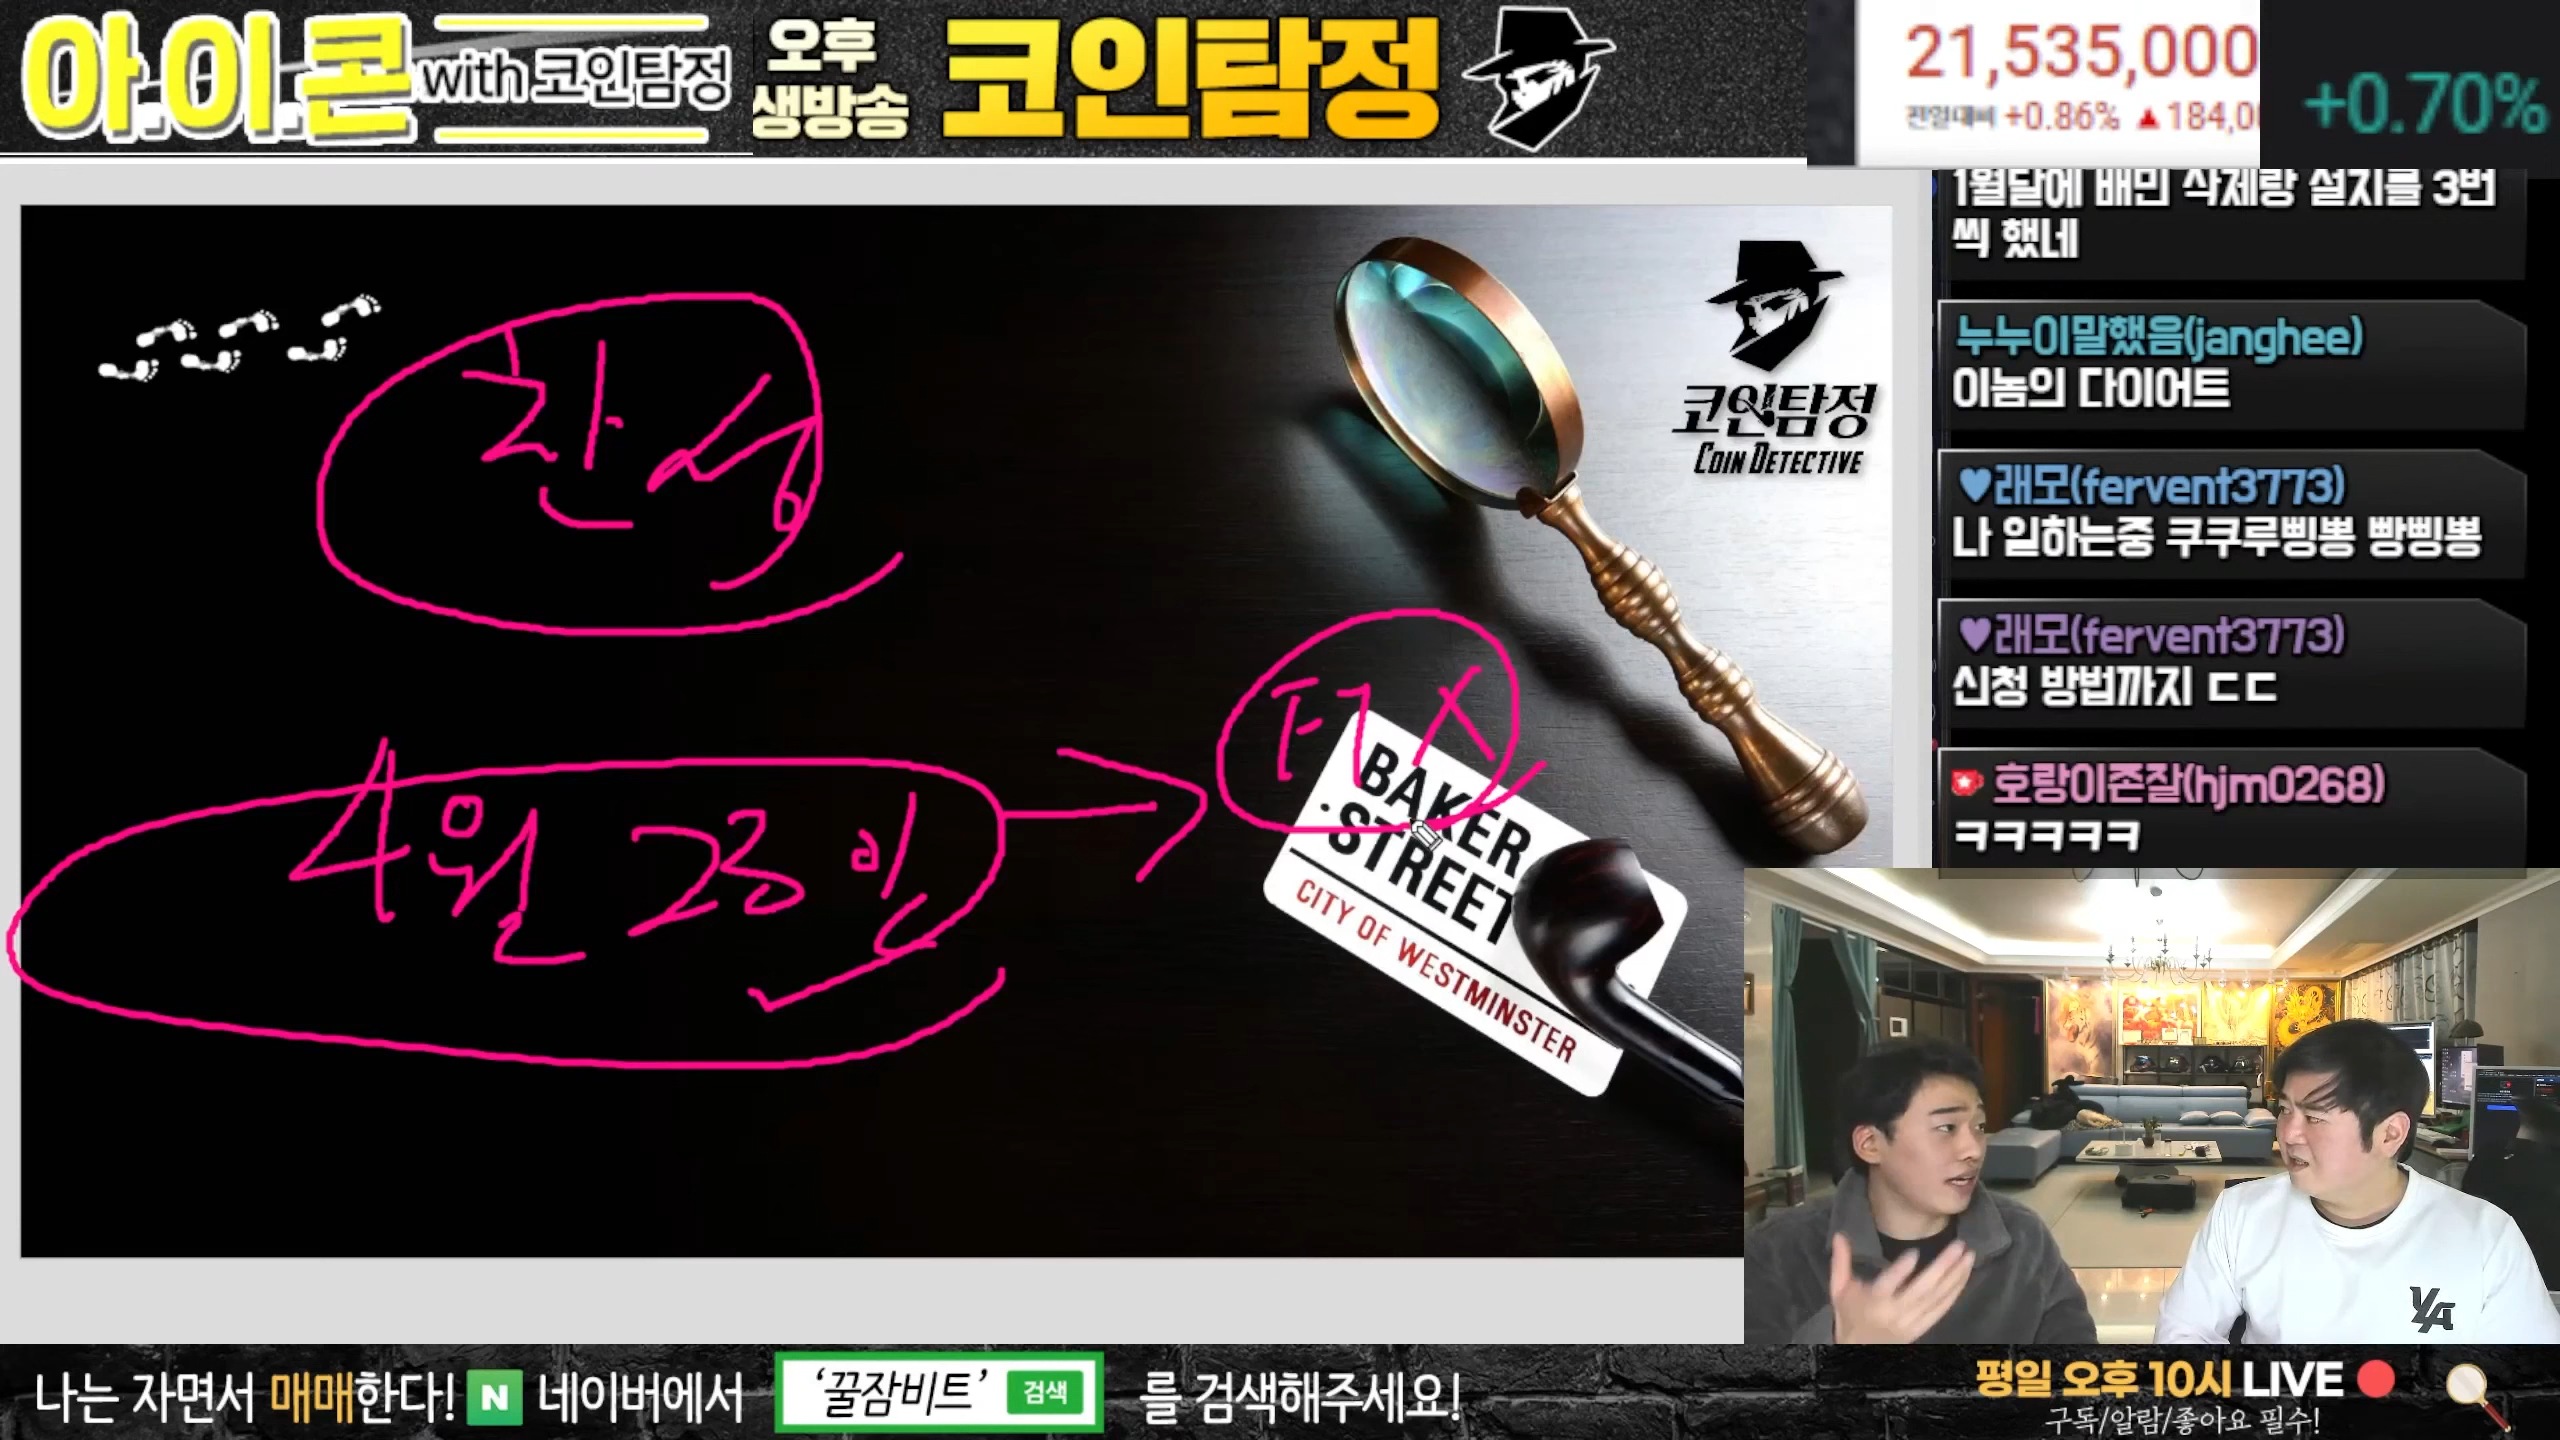 아이콘 with 코인탐정
오후
생방송
코인탐정
21,535,000
전일대비 +0.86% ▲184,0
+0.70%
1월달에 배민 삭제랑 설치를 3번
씩 했네
누누이말했음(janghee)
이놈의 다이어트
♥래모(fervent3773)
나 일하는중 쿠쿠루삥뽕 빵삥뽕
♥래모(fervent3773)
신청 방법까지 ㄷㄷ
호랑이존잘(hjm0268)
ㅋㅋㅋㅋㅋ
코인탐정
COIN DETECTIVE
찬성
4월 23일
BAKER
STREET
CITY OF WESTMINSTER
YA
나는 자면서 매매한다! N 네이버에서 '꿀잠비트' 검색 를 검색해주세요!
평일 오후 10시 LIVE
구독/알람/좋아요 필수!